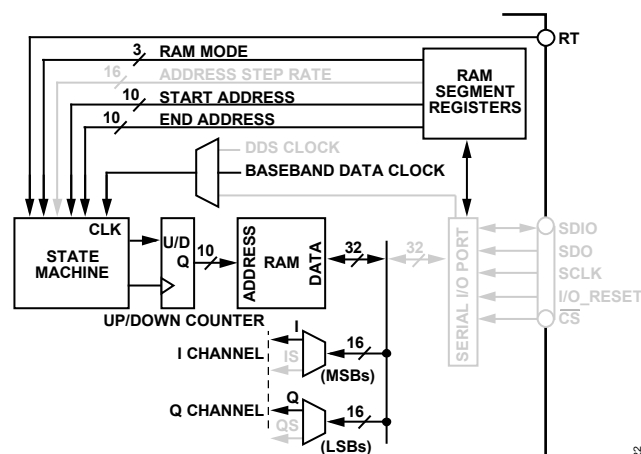 RT
3 RAM MODE
16 ADDRESS STEP RATE
10 START ADDRESS
10 END ADDRESS
RAM
SEGMENT
REGISTERS
DDS CLOCK
BASEBAND DATA CLOCK
CLK
STATE
MACHINE
U/D
Q
10
ADDRESS
RAM
DATA
32
32
SERIAL I/O PORT
SDIO
SDO
SCLK
I/O_RESET
CS
UP/DOWN COUNTER
I
I CHANNEL
IS
16
(MSBs)
Q
Q CHANNEL
QS
16
(LSBs)
22